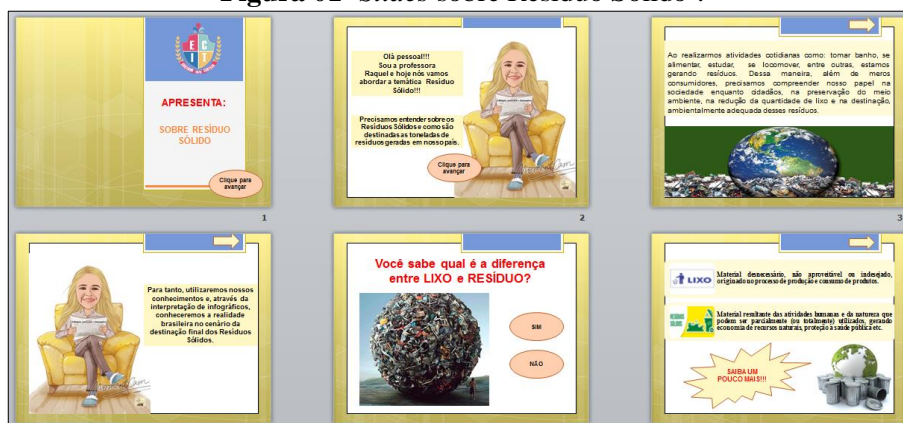 Figura 01 "Slides sobre Resíduo Sólido".
E C
I T
APRESENTA:
SOBRE RESÍDUO
SÓLIDO
Clique para
avançar
1
Olá pessoal!!!
Sou a professora
Raquel e hoje nós vamos
abordar a temática Resíduo
Sólido!!!
Precisamos entender sobre os
Resíduos Sólidos e como são
destinadas as toneladas de
resíduos geradas em nosso país.
Clique para
avançar
2
Ao realizarmos atividades cotidianas como: tomar banho, se
alimentar, estudar, se locomover, entre outras, estamos
gerando resíduos. Dessa maneira, além de meros
consumidores, precisamos compreender nosso papel na
sociedade enquanto cidadãos, na preservação do meio
ambiente, na redução da quantidade de lixo e na destinação,
ambientalmente adequada desses resíduos.
3
Para tanto, utilizaremos nossos
conhecimentos e, através da
interpretação de infográficos,
conheceremos a realidade
brasileira no cenário da
destinação final dos Resíduos
Sólidos.
Você sabe qual é a diferença
entre LIXO e RESÍDUO?
SIM
NÃO
LIXO
Material desnecessário, não aproveitável ou indesejado,
originado no processo de produção e consumo de produtos.
RESÍDUOS
SÓLIDOS
Material resultante das atividades humanas e da natureza que
podem ser parcialmente (ou totalmente) utilizados, gerando
economia de recursos naturais, proteção à saúde pública etc.
SAIBA UM
POUCO MAIS!!!